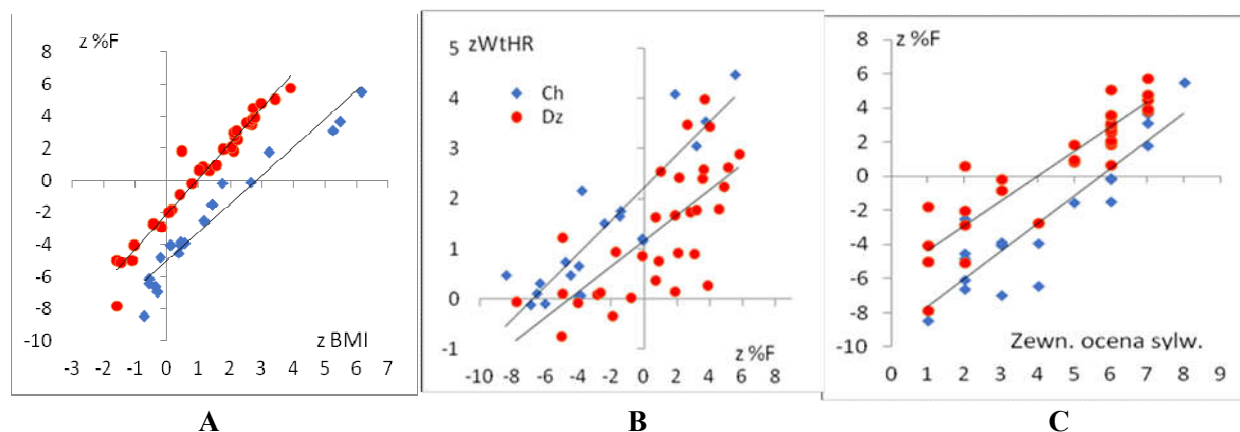 z %F
8
6
4
2
0
-2
-4
-6
-8
-10
z BMI
-3 -2 -1 0 1 2 3 4 5 6 7
A
zWtHR
5
4
3
2
1
0
-1
Ch
Dz
z %F
-10 -8 -6 -4 -2 0 2 4 6 8
B
z %F
8
6
4
2
0
-2
-4
-6
-8
-10
Zewn. ocena sylw.
0 1 2 3 4 5 6 7 8 9
C